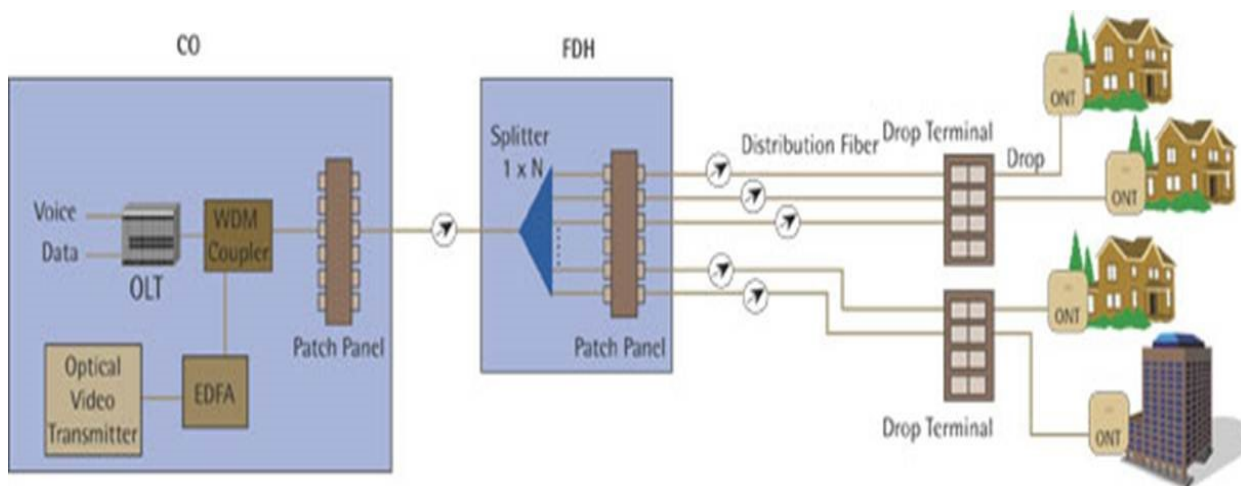 CO
FDH
Voice
Data
OLT
WDM
Coupler
Patch Panel
Optical
Video
Transmitter
EDFA
Splitter
1 x N
Patch Panel
Distribution Fiber
Drop Terminal
Drop
ONT
ONT
ONT
Drop Terminal
ONT